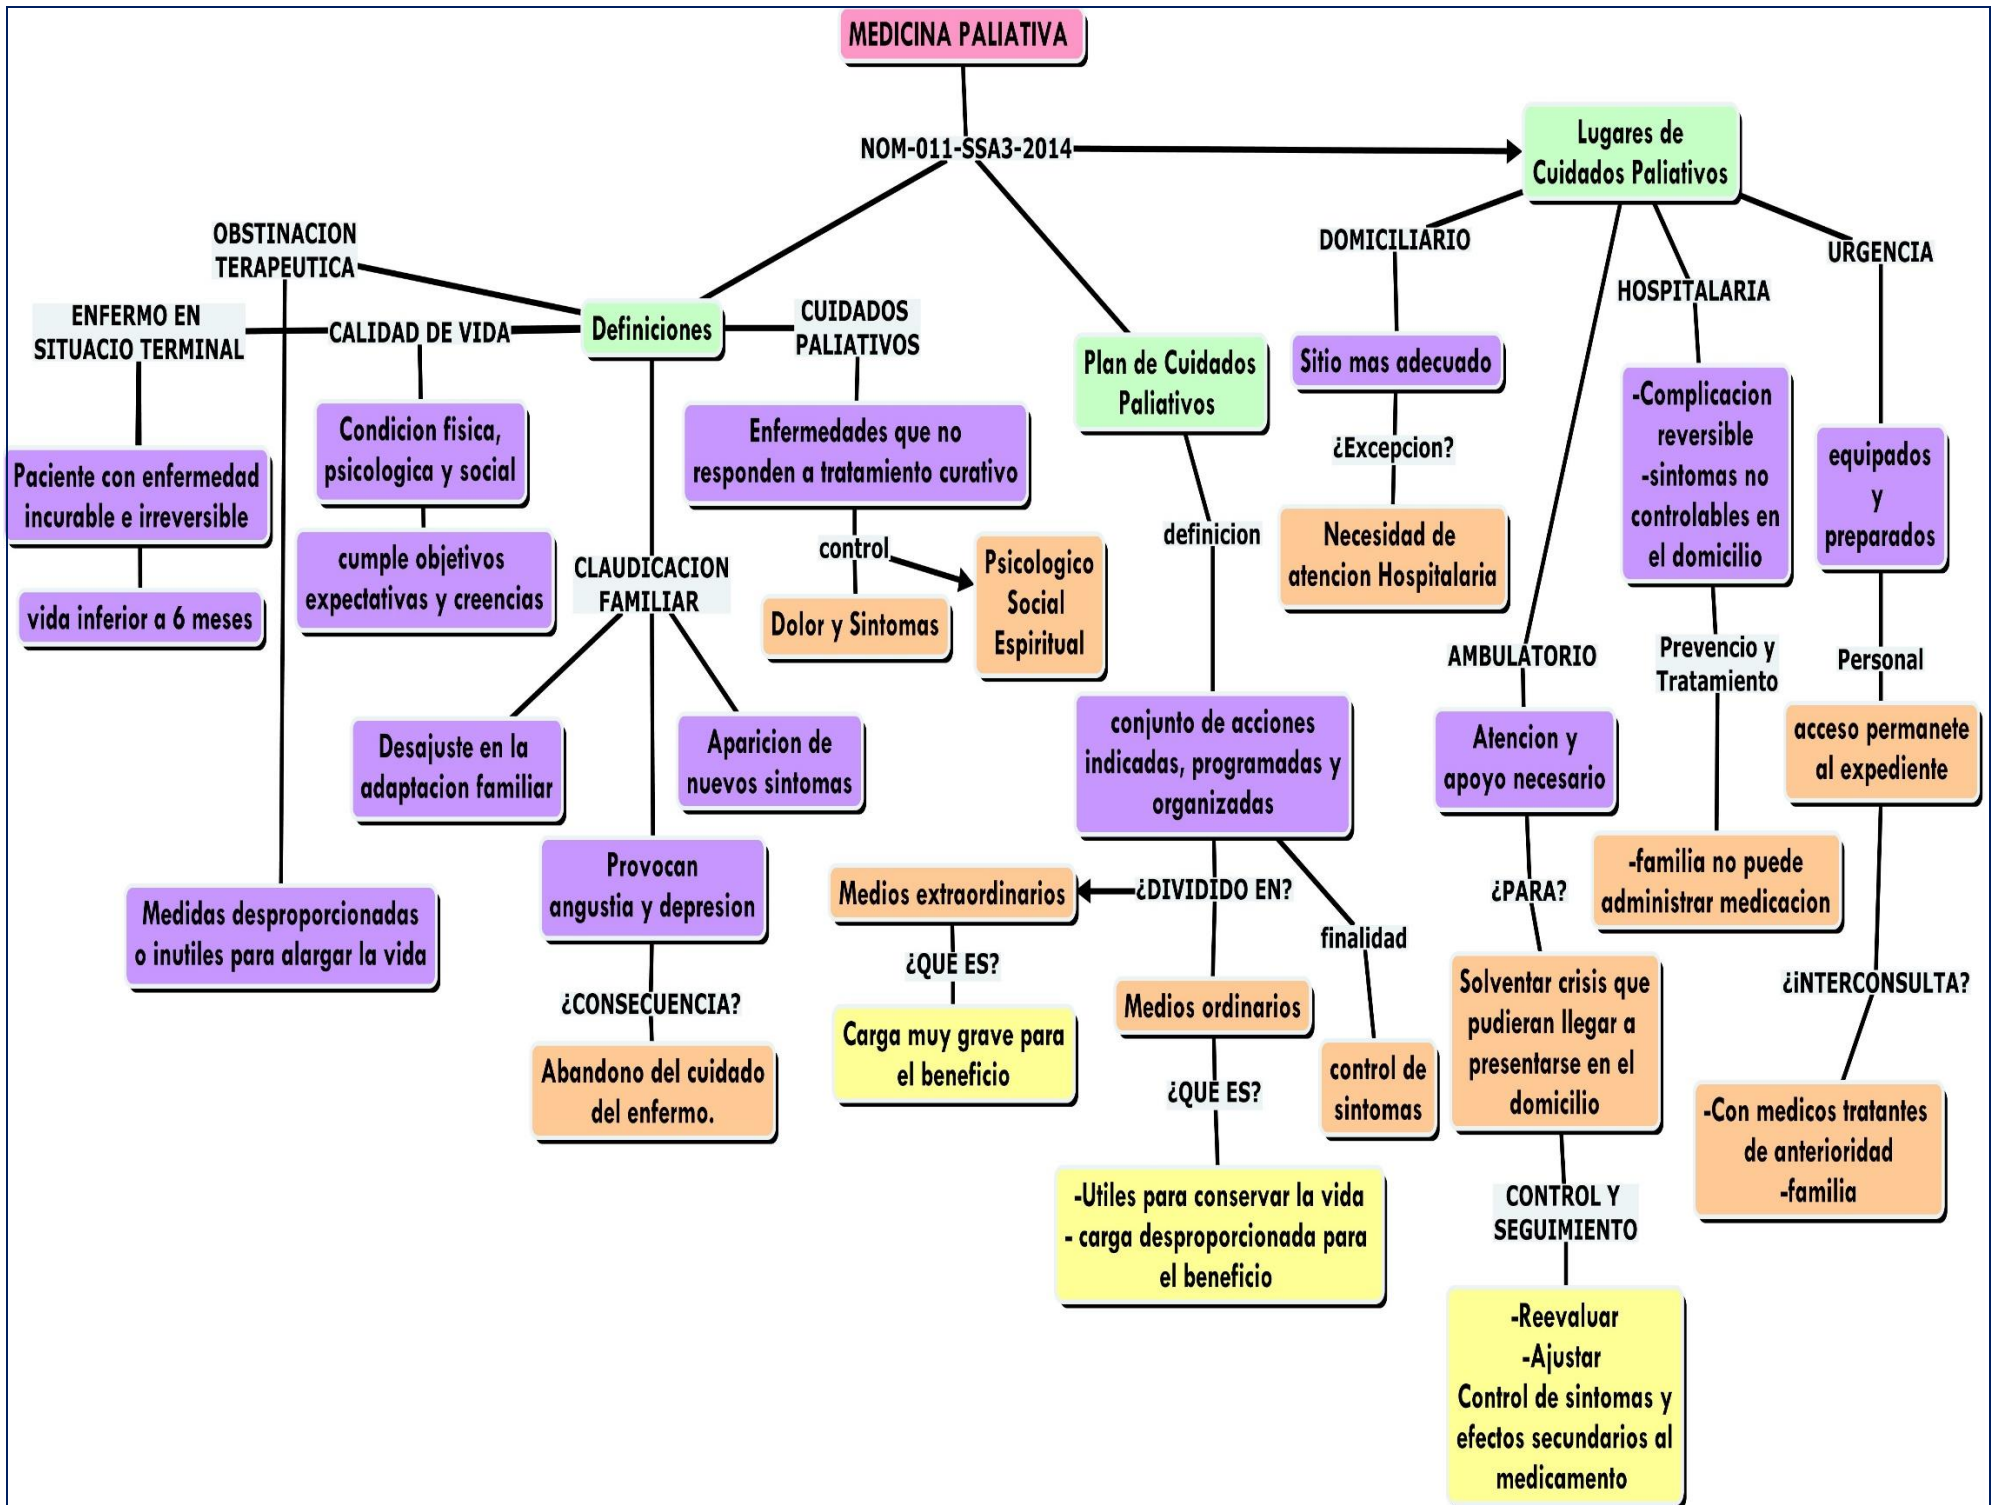 MEDICINA PALIATIVA
NOM-011-SSA3-2014
Lugares de
Cuidados Paliativos
OBSTINACION
TERAPEUTICA
ENFERMO EN
SITUACIO TERMINAL
CALIDAD DE VIDA
Definiciones
CUIDADOS
PALIATIVOS
Paciente con enfermedad
incurable e irreversible
vida inferior a 6 meses
Condicion fisica,
psicologica y social
cumple objetivos
expectativas y creencias
Medidas desproporcionadas
o inutiles para alargar la vida
CLAUDICACION
FAMILIAR
Desajuste en la
adaptacion familiar
Aparicion de
nuevos sintomas
Provocan
angustia y depresion
¿CONSECUENCIA?
Abandono del cuidado
del enfermo.
Enfermedades que no
responden a tratamiento curativo
control
Dolor y Sintomas
Psicologico
Social
Espiritual
Plan de Cuidados
Paliativos
definicion
conjunto de acciones
indicadas, programadas y
organizadas
¿DIVIDIDO EN?
Medios extraordinarios
¿QUE ES?
Carga muy grave para
el beneficio
Medios ordinarios
¿QUE ES?
-Utiles para conservar la vida
- carga desproporcionada para
el beneficio
finalidad
control de
sintomas
DOMICILIARIO
Sitio mas adecuado
¿Excepcion?
Necesidad de
atencion Hospitalaria
AMBULATORIO
Atencion y
apoyo necesario
¿PARA?
Solventar crisis que
pudieran llegar a
presentarse en el
domicilio
CONTROL Y
SEGUIMIENTO
-Reevaluar
-Ajustar
Control de sintomas y
efectos secundarios al
medicamento
HOSPITALARIA
-Complicacion
reversible
-sintomas no
controlables en
el domicilio
Prevencio y
Tratamiento
-familia no puede
administrar medicacion
URGENCIA
equipados
y
preparados
Personal
acceso permanete
al expediente
¿iNTERCONSULTA?
-Con medicos tratantes
de anterioridad
-familia